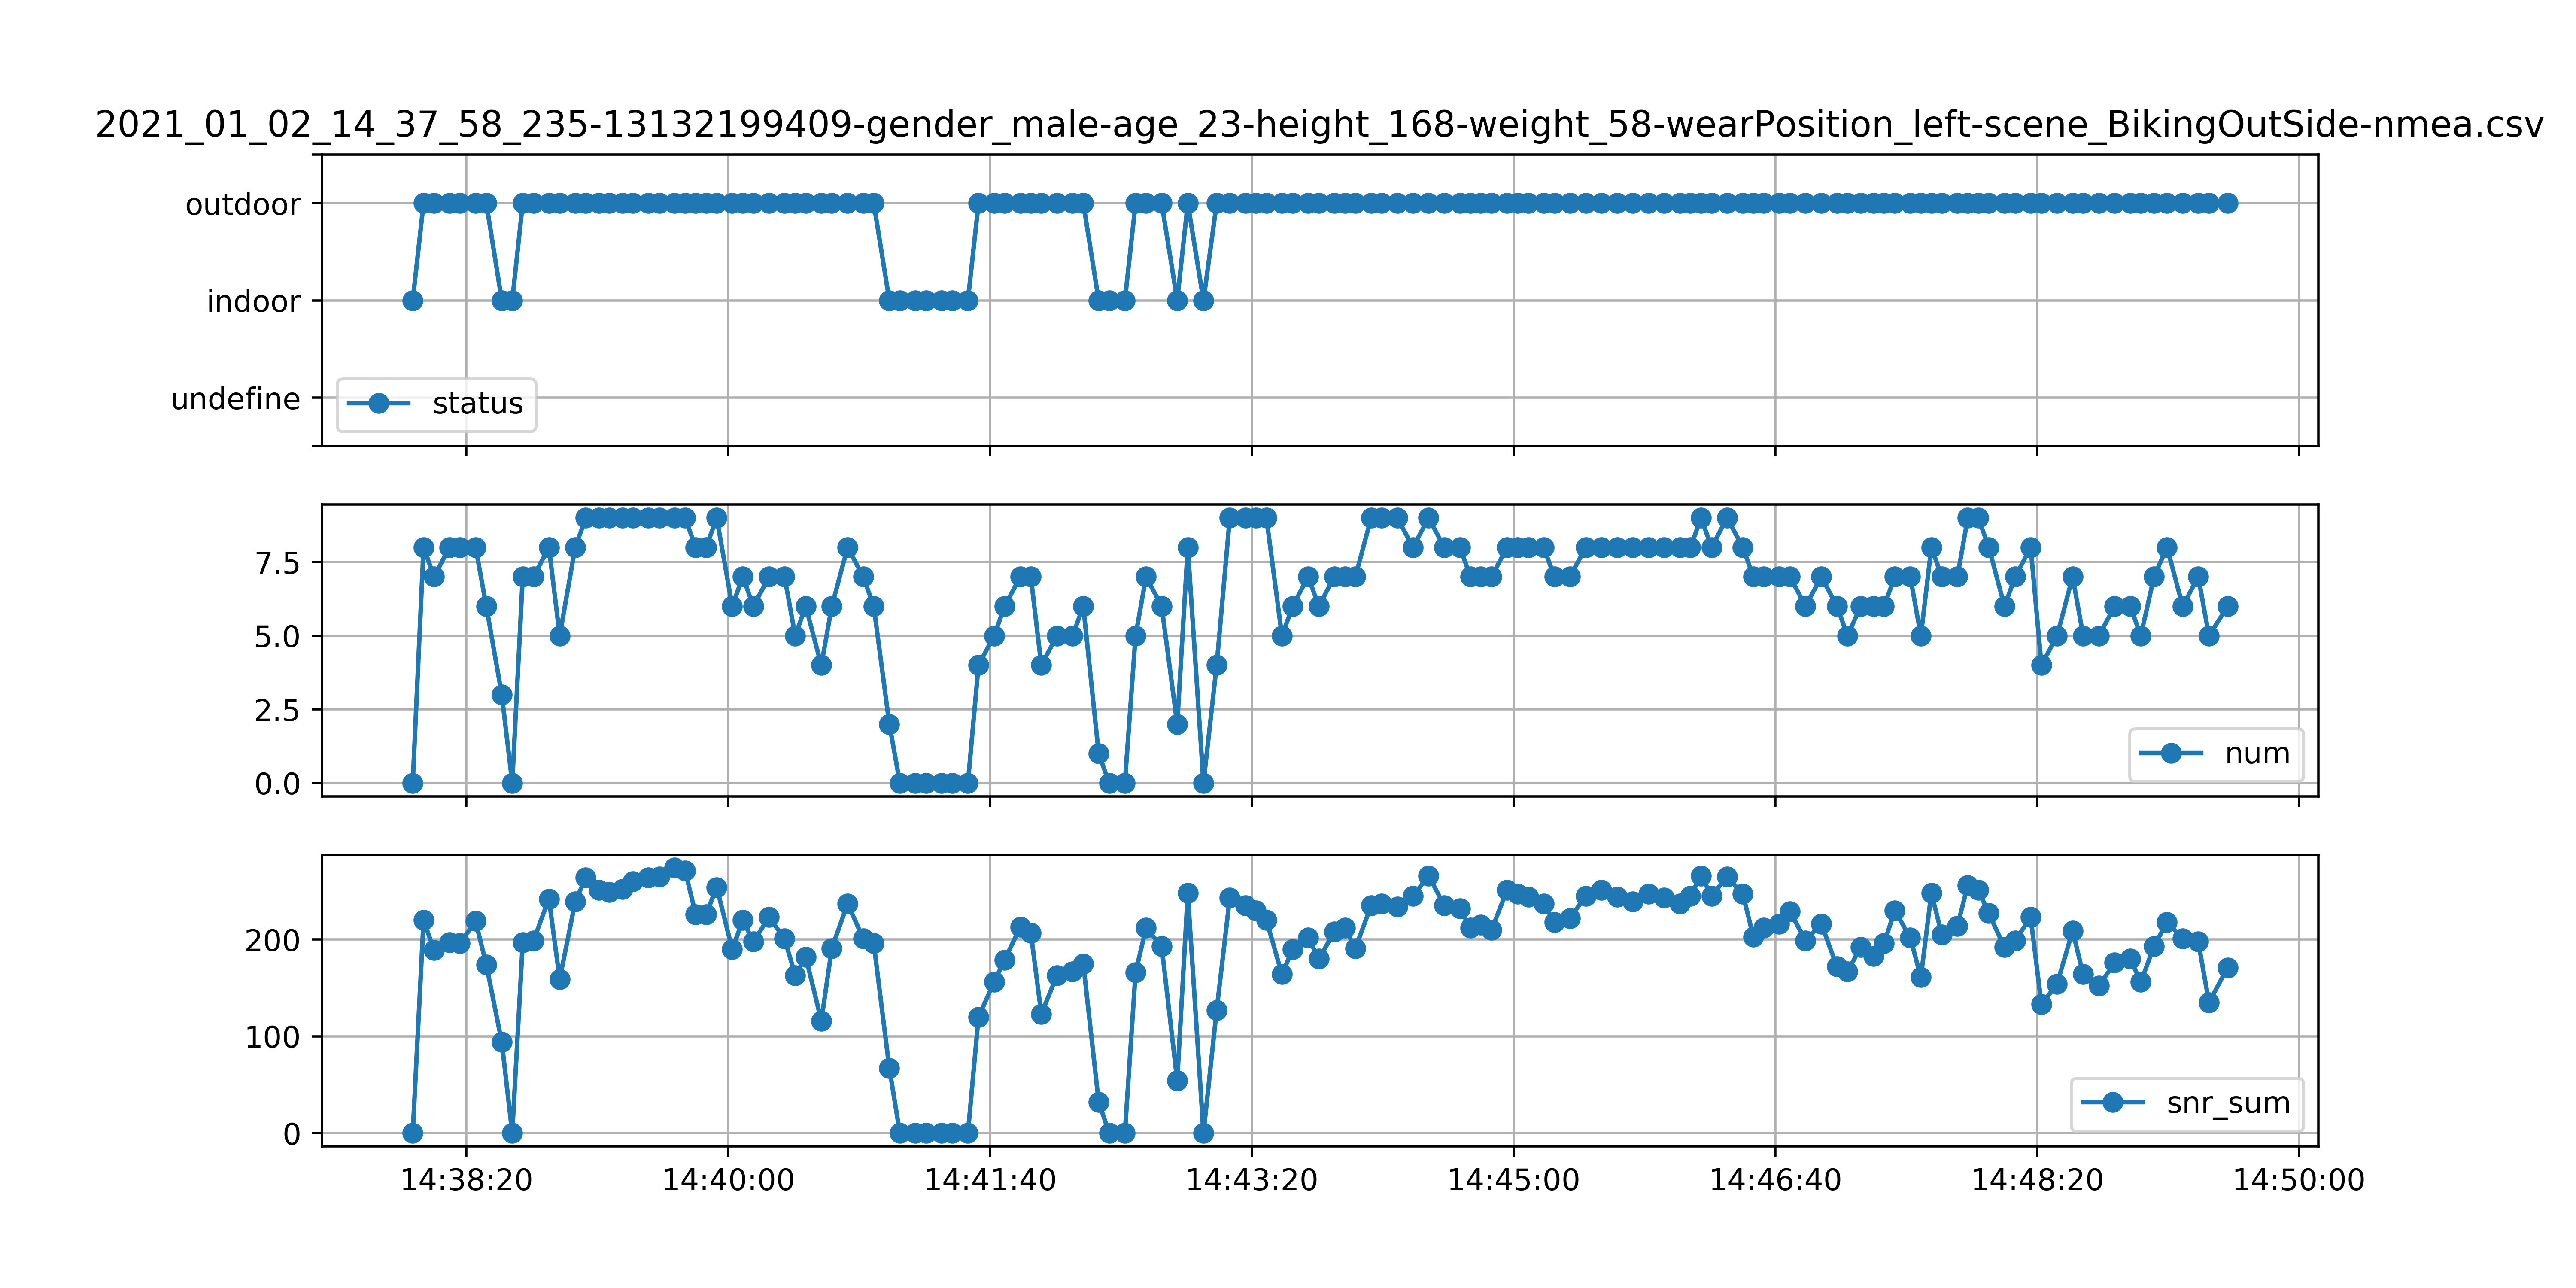 2021_01_02_14_37_58_235-13132199409-gender_male-age_23-height_168-weight_58-wearPosition_left-scene_BikingOutSide-nmea.csv
outdoor
indoor
undefine
status
7.5
5.0
2.5
0.0
num
200
100
0
snr_sum
14:38:20 14:40:00 14:41:40 14:43:20 14:45:00 14:46:40 14:48:20 14:50:00